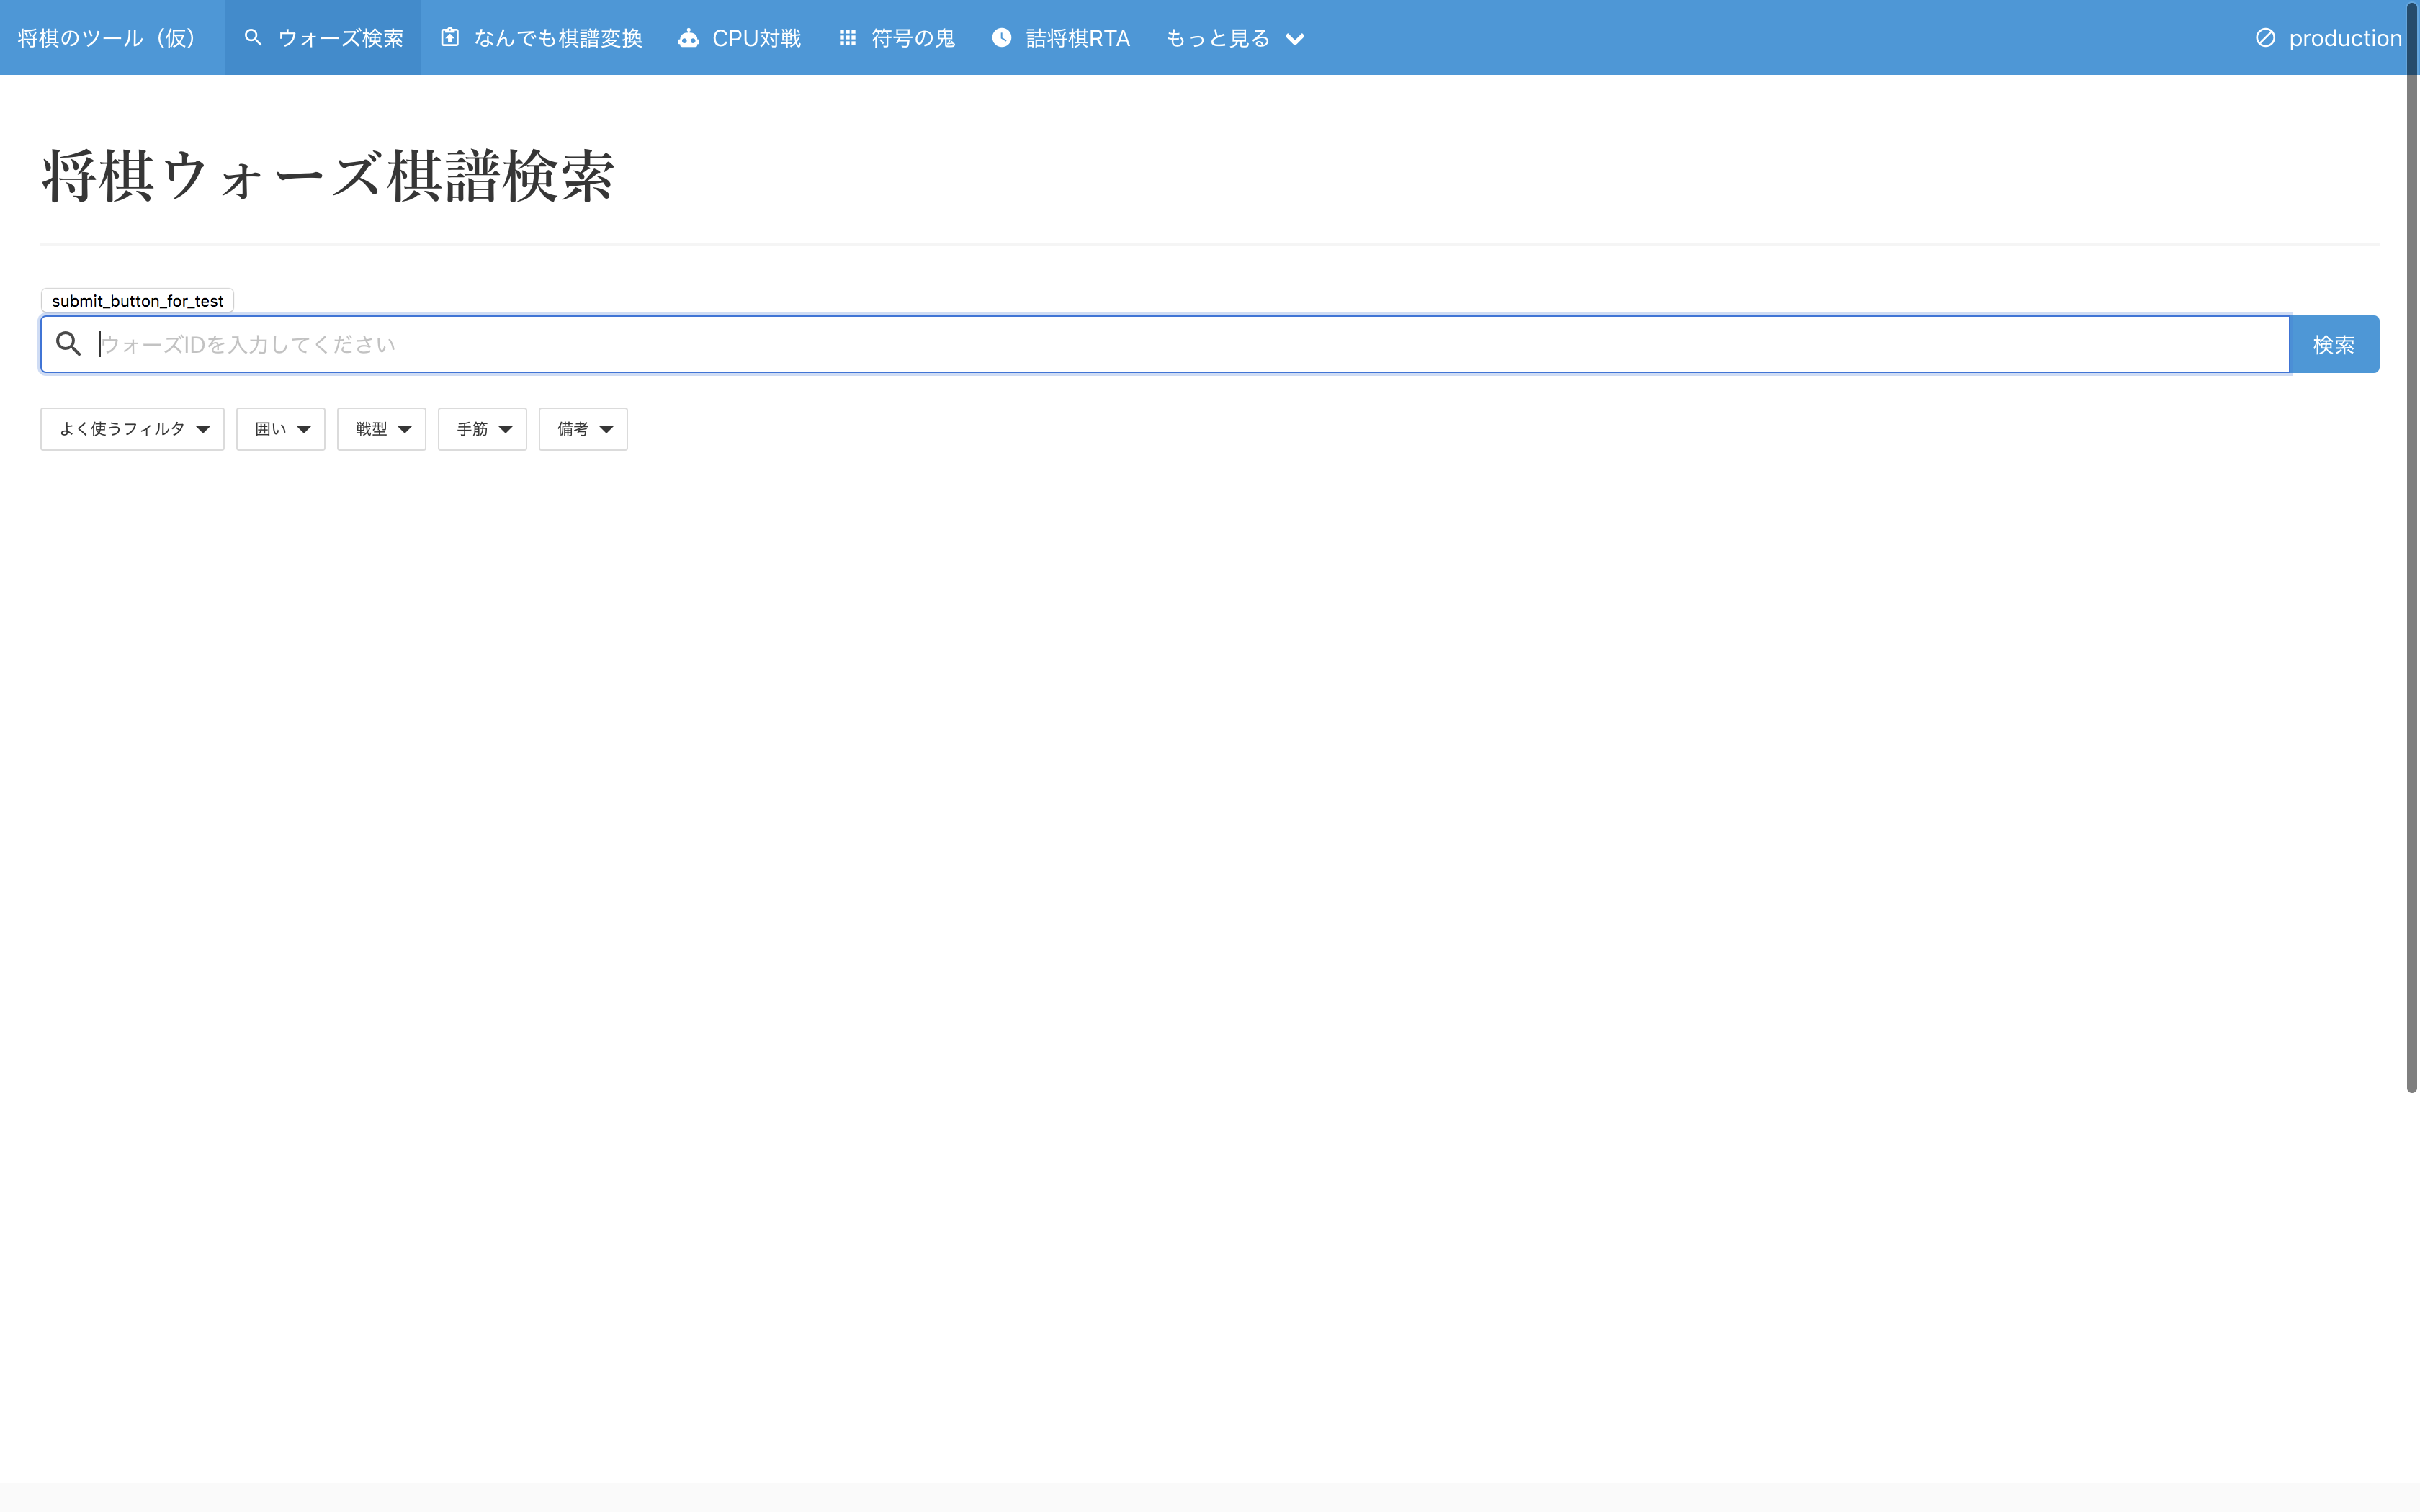 将棋のツール（仮） ウォーズ検索 なんでも棋譜変換 CPU対戦 符号の鬼 詰将棋RTA もっと見る production
将棋ウォーズ棋譜検索
submit_button_for_test
ウォーズIDを入力してください 検索
よく使うフィルタ 囲い 戦型 手筋 備考